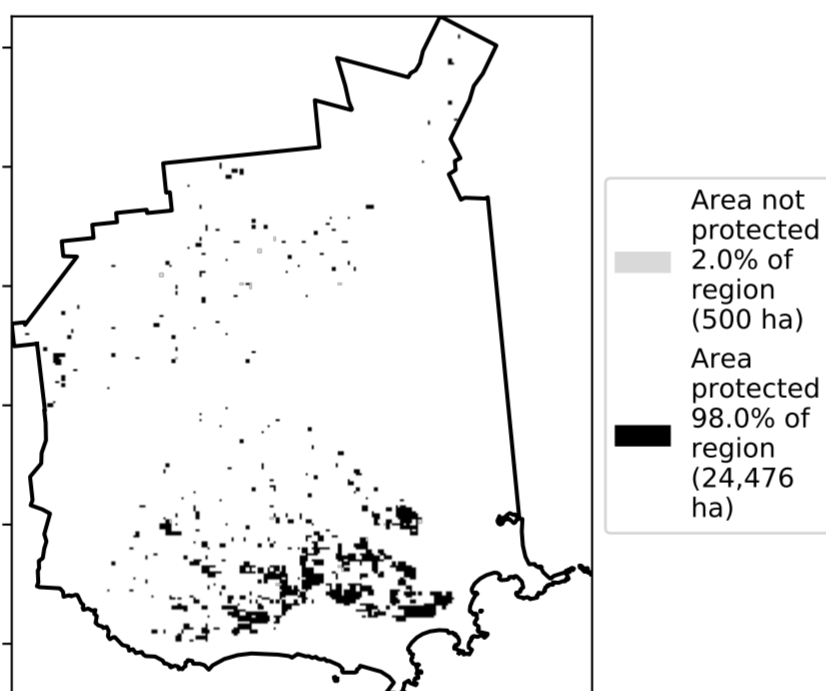 Area not
protected
2.0% of
region
(500 ha)
Area
protected
98.0% of
region
(24,476
ha)